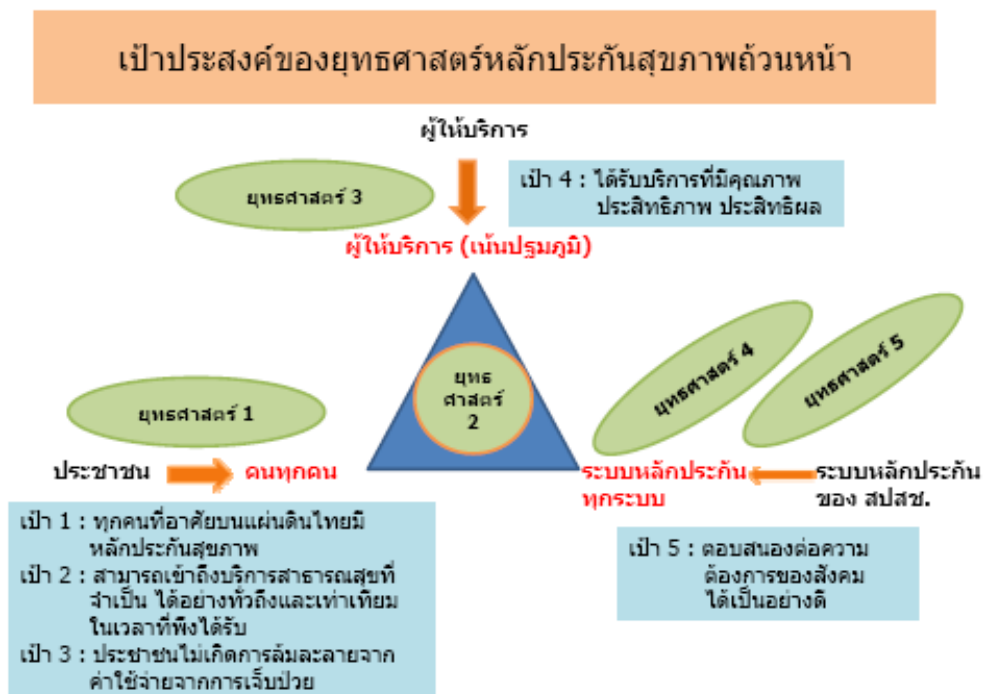 เป้าประสงค์ของยุทธศาสตร์หลักประกันสุขภาพถ้วนหน้า
ผู้ให้บริการ
ยุทธศาสตร์ 3
เป้า 4 : ได้รับบริการที่มีคุณภาพ
ประสิทธิภาพ ประสิทธิผล
ผู้ให้บริการ (เน้นปฐมภูมิ)
ยุทธ
ศาสตร์
2
ยุทธศาสตร์ 4
ยุทธศาสตร์ 5
ยุทธศาสตร์ 1
ประชาชน
คนทุกคน
ระบบหลักประกัน
ทุกระบบ
ระบบหลักประกัน
ของ สปสช.
เป้า 1 : ทุกคนที่อาศัยบนแผ่นดินไทยมี
หลักประกันสุขภาพ
เป้า 2 : สามารถเข้าถึงบริการสาธารณสุขที่
จำเป็น ได้อย่างทั่วถึงและเท่าเทียม
ในเวลาที่พึงได้รับ
เป้า 3 : ประชาชนไม่เกิดการล้มละลายจาก
ค่าใช้จ่ายจากการเจ็บป่วย
เป้า 5 : ตอบสนองต่อความ
ต้องการของสังคม
ได้เป็นอย่างดี